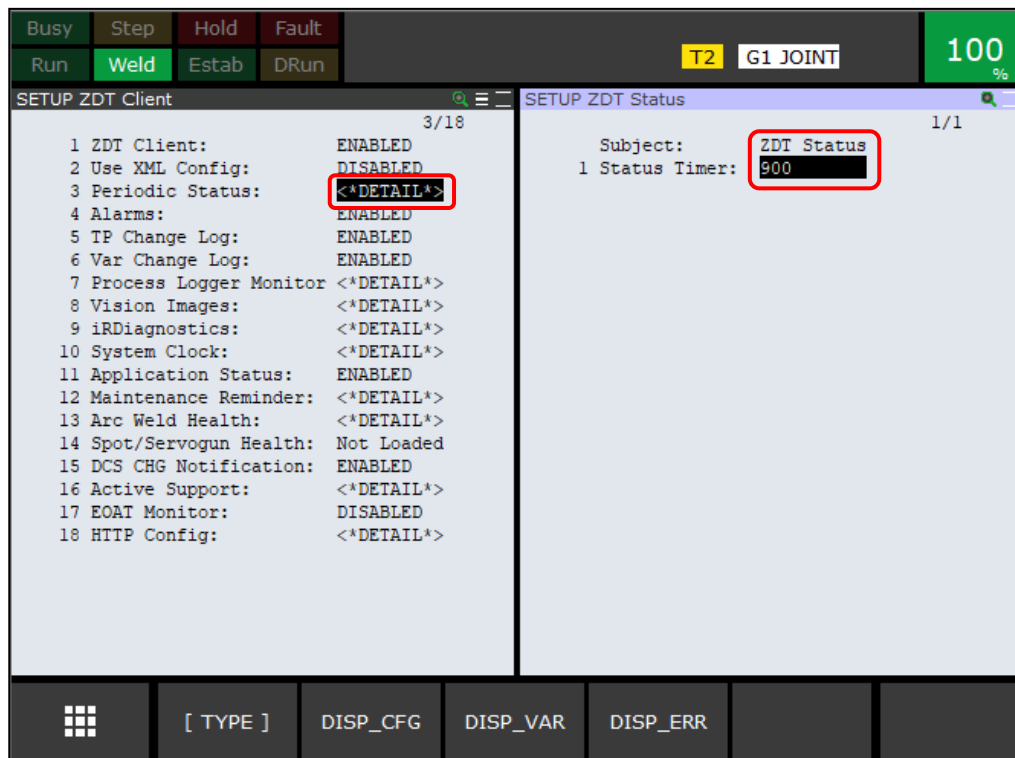 Busy Step Hold Fault
Run Weld Estab DRun
T2 G1 JOINT
100
%
SETUP ZDT Client
3/18
1 ZDT Client: ENABLED
2 Use XML Config: DISABLED
3 Periodic Status: <*DETAIL*>
4 Alarms: ENABLED
5 TP Change Log: ENABLED
6 Var Change Log: ENABLED
7 Process Logger Monitor <*DETAIL*>
8 Vision Images: <*DETAIL*>
9 iRDiagnostics: <*DETAIL*>
10 System Clock: <*DETAIL*>
11 Application Status: ENABLED
12 Maintenance Reminder: <*DETAIL*>
13 Arc Weld Health: <*DETAIL*>
14 Spot/Servogun Health: Not Loaded
15 DCS CHG Notification: ENABLED
16 Active Support: <*DETAIL*>
17 EOAT Monitor: DISABLED
18 HTTP Config: <*DETAIL*>
SETUP ZDT Status
1/1
Subject: ZDT Status
1 Status Timer: 900
[ TYPE ] DISP_CFG DISP_VAR DISP_ERR